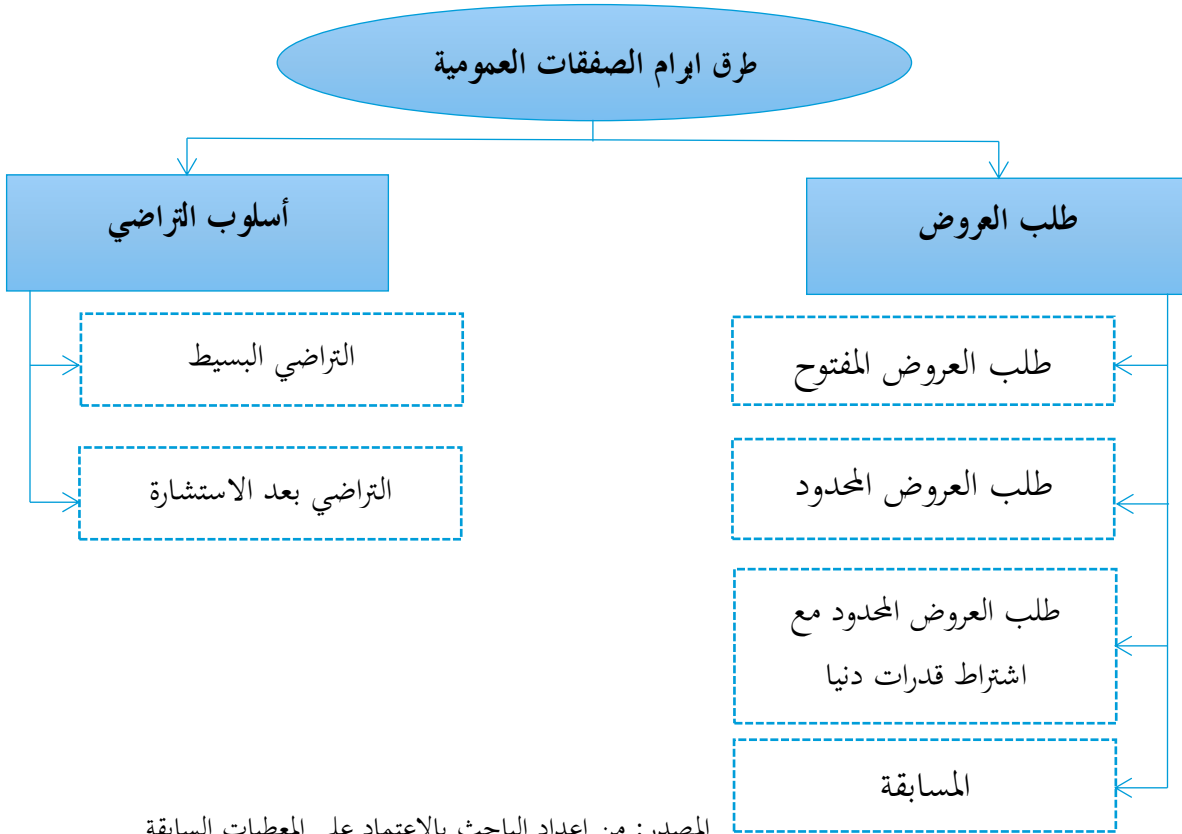 طرق ابرام الصفقات العمومية
طلب العروض
طلب العروض المفتوح
طلب العروض المحدود
طلب العروض المحدود مع
اشتراط قدرات دنيا
المسابقة
أسلوب التراضي
التراضي البسيط
التراضي بعد الاستشارة
المصدر: من اعداد الباحث بالاعتماد على المعطيات السابقة